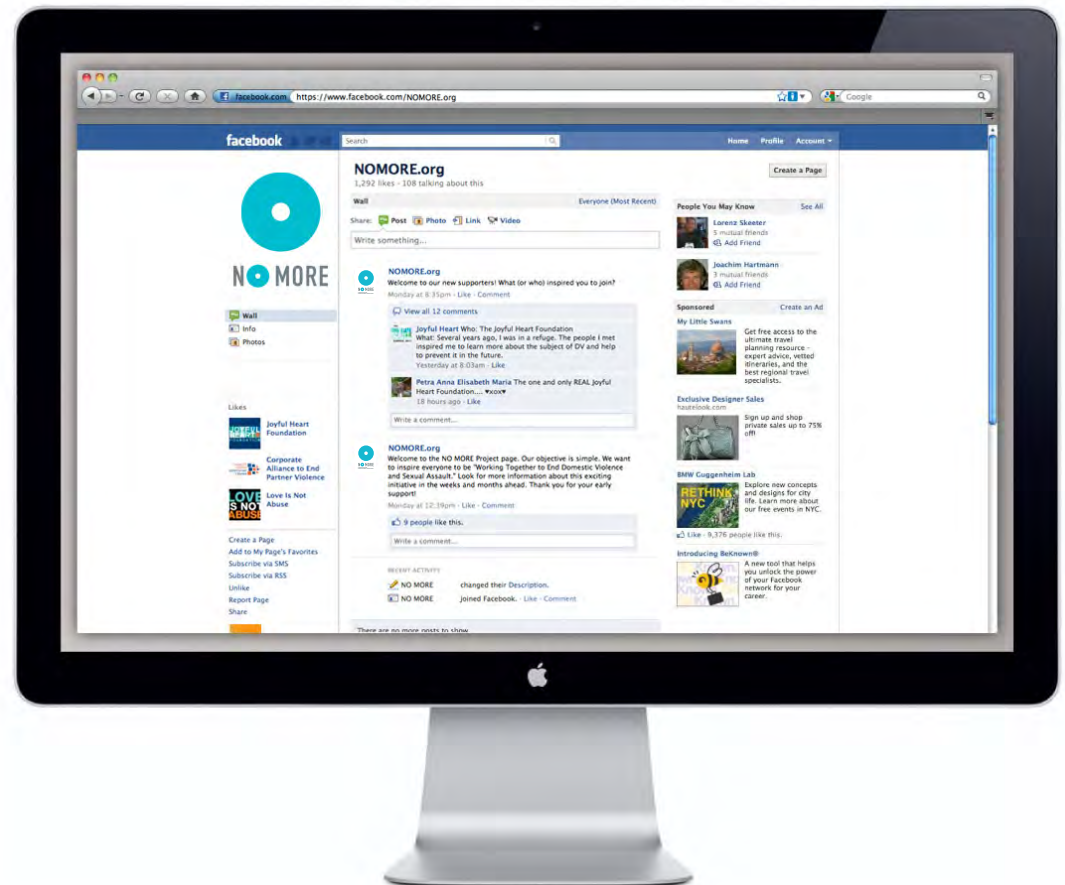 facebook.com https://www.facebook.com/NOMORE.org
Google
facebook
Search
Home Profile Account
NO MORE
Wall
Info
Photos
Likes
Joyful Heart
Foundation
Corporate
Alliance to End
Partner Violence
LOVE
IS NOT
ABUSE
Love Is Not
Abuse
Create a Page
Add to My Page's Favorites
Subscribe via SMS
Subscribe via RSS
Unlike
Report Page
Share
NOMORE.org
1,292 likes · 108 talking about this
Create a Page
Wall
Everyone (Most Recent)
Share: Post Photo Link Video
Write something...
NOMORE.org
Welcome to our new supporters! What (or who) inspired you to join?
Monday at 8:35pm · Like · Comment
View all 12 comments
Joyful Heart Who: The Joyful Heart Foundation
What: Several years ago, I was in a refuge. The people I met
inspired me to learn more about the subject of DV and help
to prevent it in the future.
Yesterday at 8:03am · Like
Petra Anna Elisabeth Maria The one and only REAL Joyful
Heart Foundation.... ♥xox♥
18 hours ago · Like
Write a comment...
NOMORE.org
Welcome to the NO MORE Project page. Our objective is simple. We want
to inspire everyone to be "Working Together to End Domestic Violence
and Sexual Assault." Look for more information about this exciting
initiative in the weeks and months ahead. Thank you for your early
support!
Monday at 12:39pm · Like · Comment
9 people like this.
Write a comment...
RECENT ACTIVITY
NO MORE changed their Description.
NO MORE joined Facebook. · Like · Comment
There are no more posts to show.
People You May Know See All
Lorenz Skeeter
5 mutual friends
Add Friend
Joachim Hartmann
3 mutual friends
Add Friend
Sponsored Create an Ad
My Little Swans
Get free access to the
ultimate travel
planning resource -
expert advice, vetted
itineraries, and the
best regional travel
specialists.
Exclusive Designer Sales
hautelook.com
Sign up and shop
private sales up to 75%
off!
BMW Guggenheim Lab
RETHINK
NYC
Explore new concepts
and designs for city
life. Learn more about
our free events in NYC.
Like · 9,376 people like this.
Introducing BeKnown®
A new tool that helps
you unlock the power
of your Facebook
network for your
career.